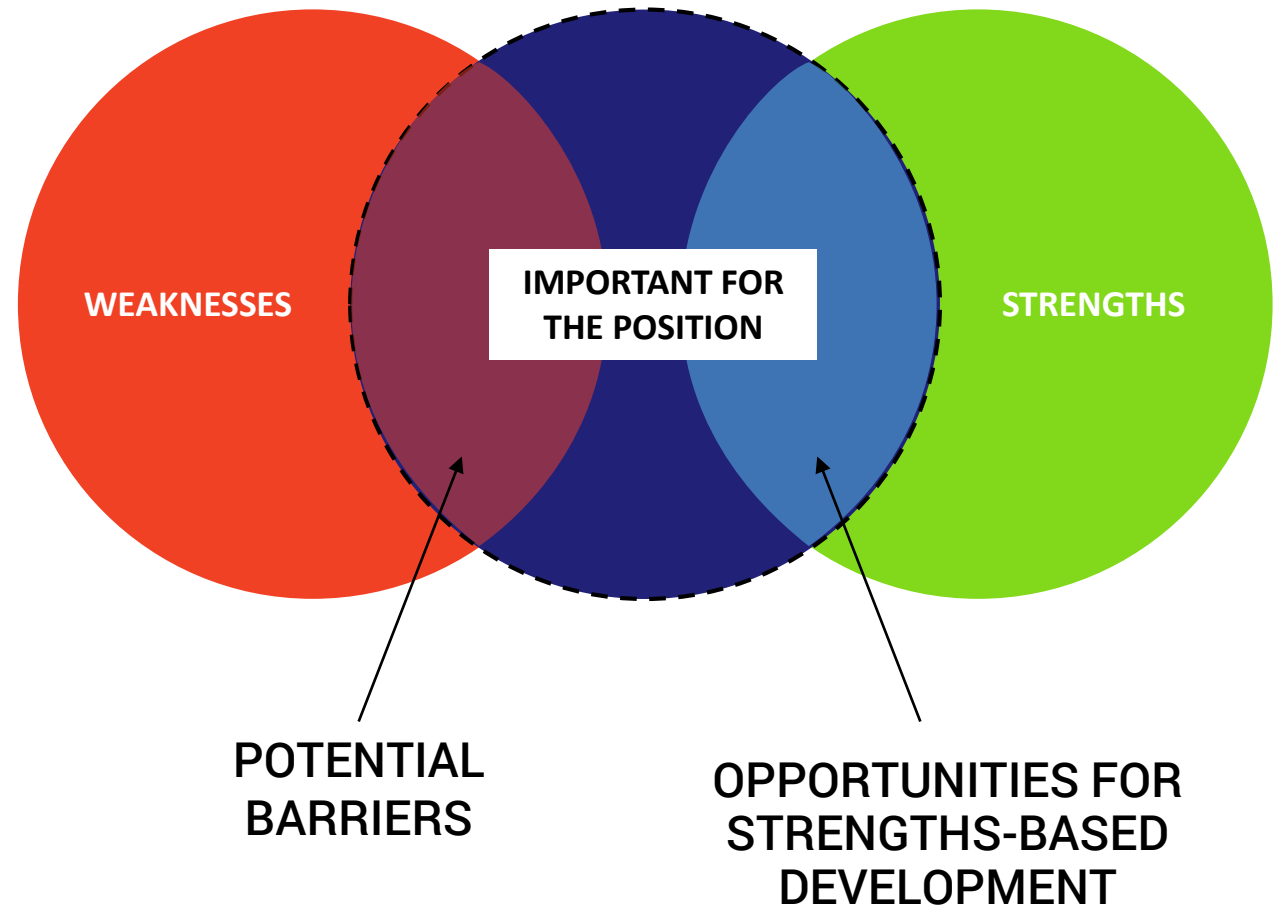 WEAKNESSES
IMPORTANT FOR
THE POSITION
STRENGTHS
POTENTIAL
BARRIERS
OPPORTUNITIES FOR
STRENGTHS-BASED
DEVELOPMENT